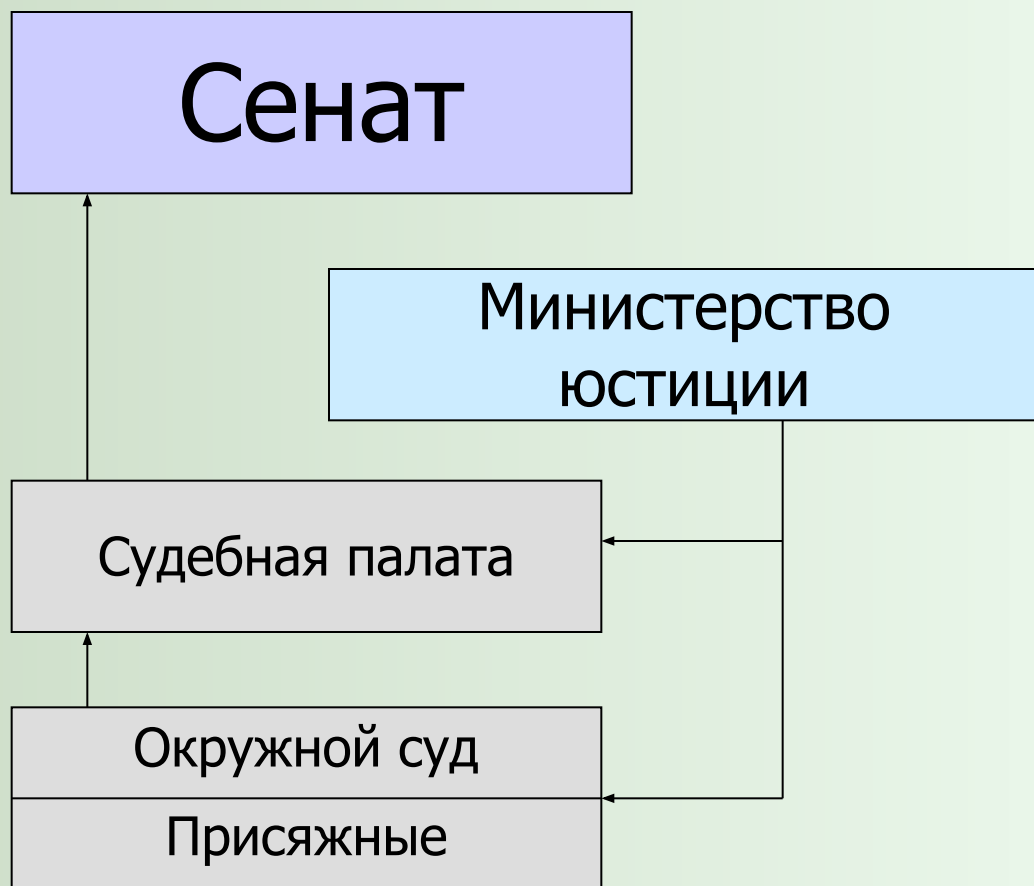 Сенат
Министерство
юстиции
Судебная палата
Окружной суд
Присяжные